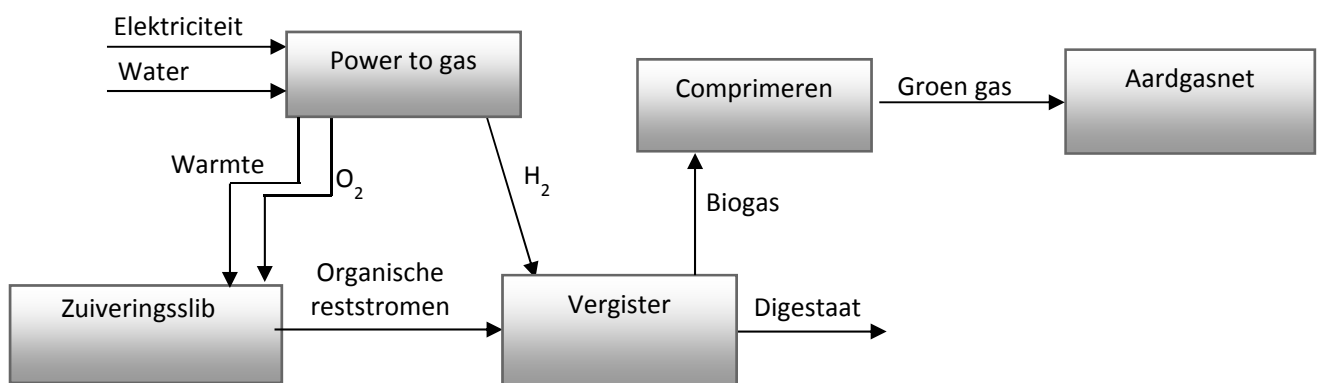 Elektriciteit
Water
Power to gas
Comprimeren
Groen gas
Aardgasnet
Warmte
O2
H2
Biogas
Zuiveringsslib
Organische
reststromen
Vergister
Digestaat